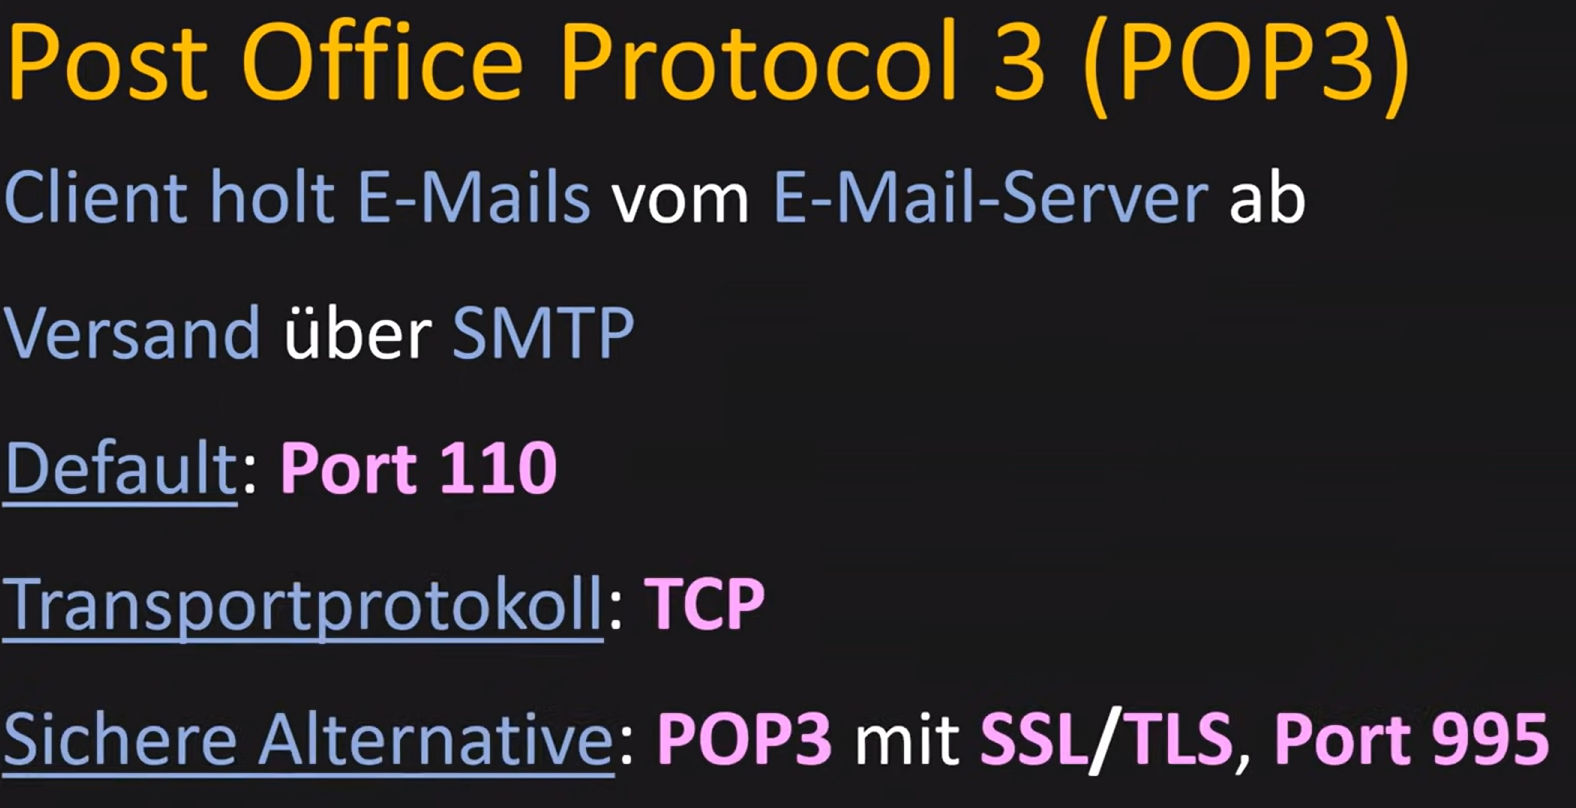 Post Office Protocol 3 (POP3)
Client holt E-Mails vom E-Mail-Server ab
Versand über SMTP
Default: Port 110
Transportprotokoll: TCP
Sichere Alternative: POP3 mit SSL/TLS, Port 995